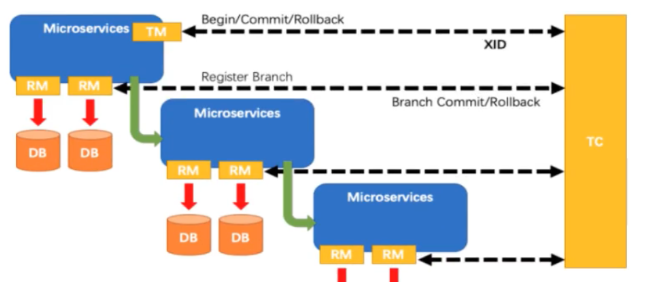 Begin/Commit/Rollback
Microservices
TM
XID
RM
RM
Register Branch
Branch Commit/Rollback
Microservices
DB
DB
TC
RM
RM
Microservices
DB
DB
RM
RM